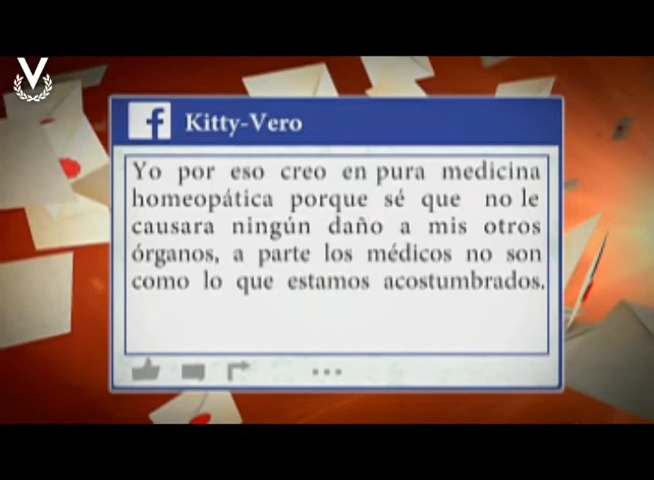 V
f Kitty-Vero
Yo por eso creo en pura medicina
homeopática porque sé que no le
causara ningún daño a mis otros
órganos, a parte los médicos no son
como lo que estamos acostumbrados.